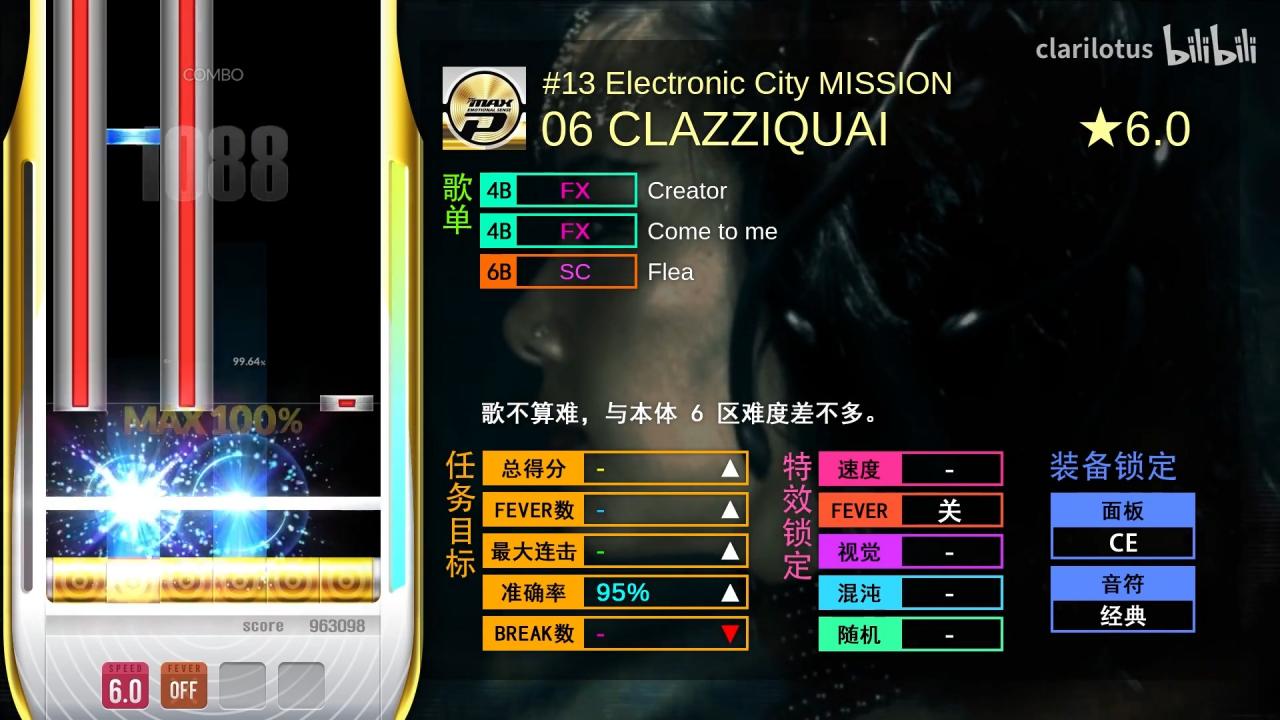 clarilotus bilibili
#13 Electronic City MISSION
06 CLAZZIQUAI
★6.0
歌单
4B FX Creator
4B FX Come to me
6B SC Flea
歌不算难，与本体 6 区难度差不多。
任务目标
总得分 - ▲
FEVER数 - ▲
最大连击 - ▲
准确率 95% ▲
BREAK数 - ▼
特效锁定
速度 -
FEVER 关
视觉 -
混沌 -
随机 -
装备锁定
面板
CE
音符
经典
COMBO
1088
99.64%
MAX 100%
score 963098
SPEED
6.0
FEVER
OFF
MAX
EMOTIONAL SENSE